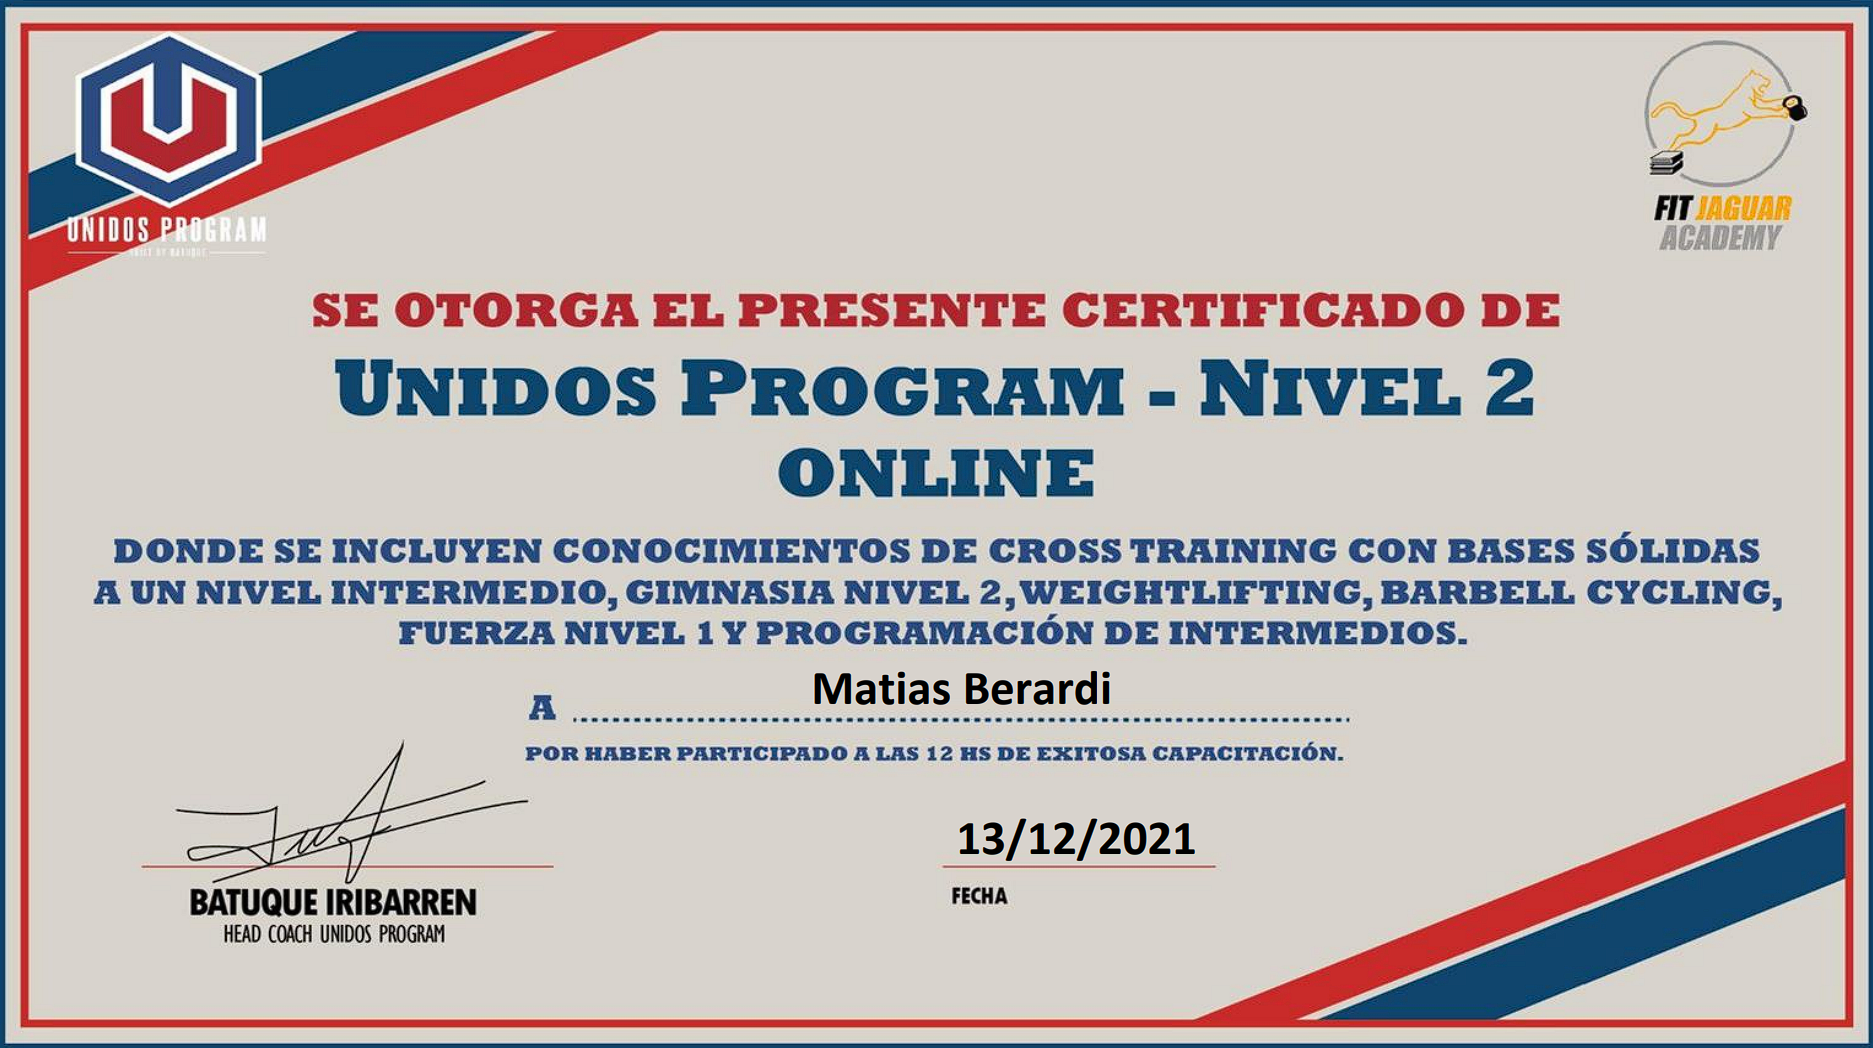 UNIDOS PROGRAM
BUILT BY BATUQUE
FIT JAGUAR
ACADEMY
SE OTORGA EL PRESENTE CERTIFICADO DE
UNIDOS PROGRAM - NIVEL 2
ONLINE
DONDE SE INCLUYEN CONOCIMIENTOS DE CROSS TRAINING CON BASES SÓLIDAS
A UN NIVEL INTERMEDIO, GIMNASIA NIVEL 2, WEIGHTLIFTING, BARBELL CYCLING,
FUERZA NIVEL 1 Y PROGRAMACIÓN DE INTERMEDIOS.
A Matias Berardi
POR HABER PARTICIPADO A LAS 12 HS DE EXITOSA CAPACITACIÓN.
13/12/2021
BATUQUE IRIBARREN
HEAD COACH UNIDOS PROGRAM
FECHA